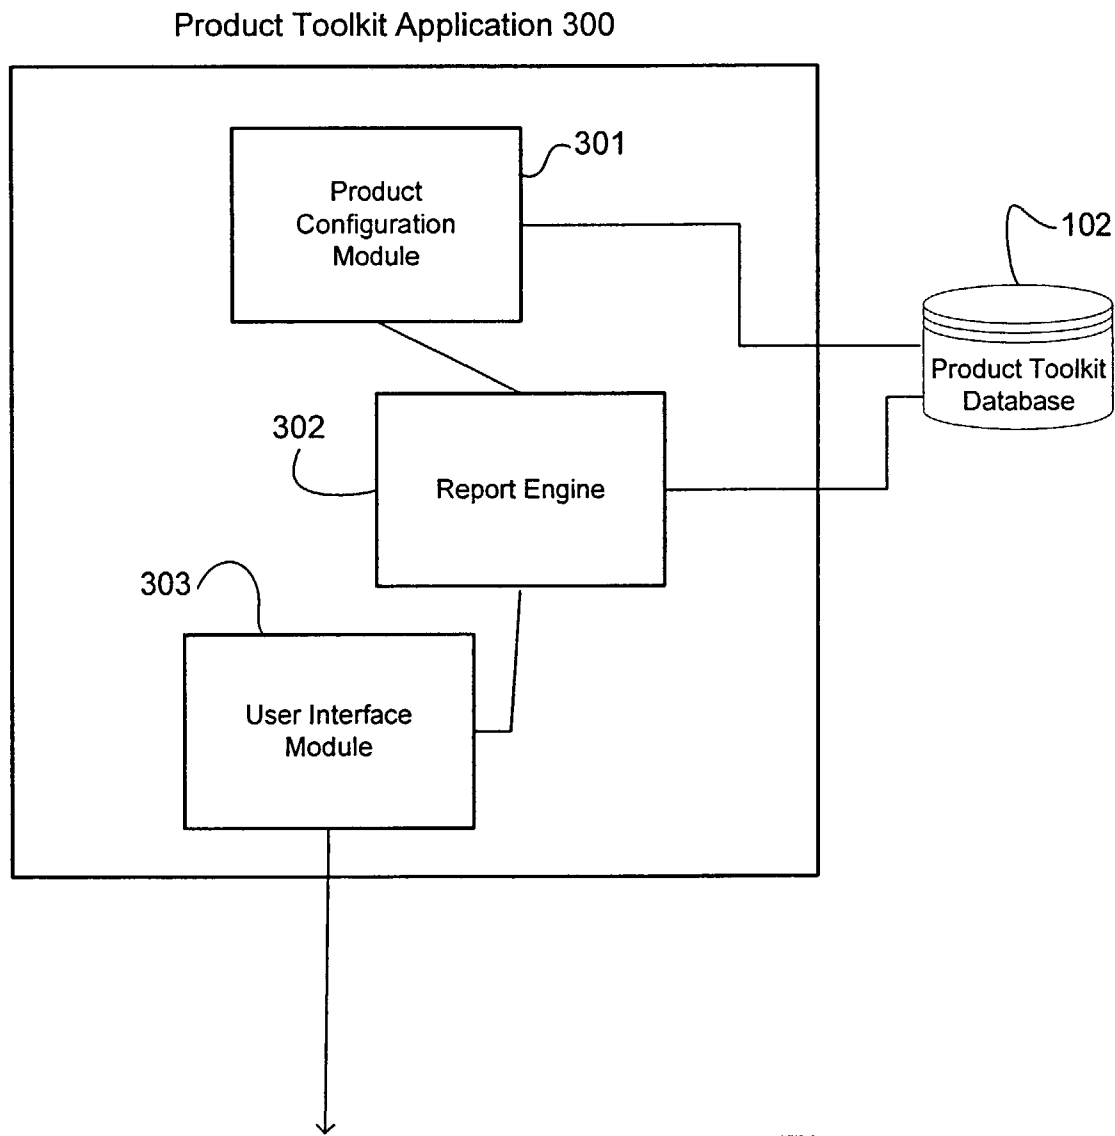 Product Toolkit Application 300
301
Product
Configuration
Module
102
Product Toolkit
Database
302
Report Engine
303
User Interface
Module